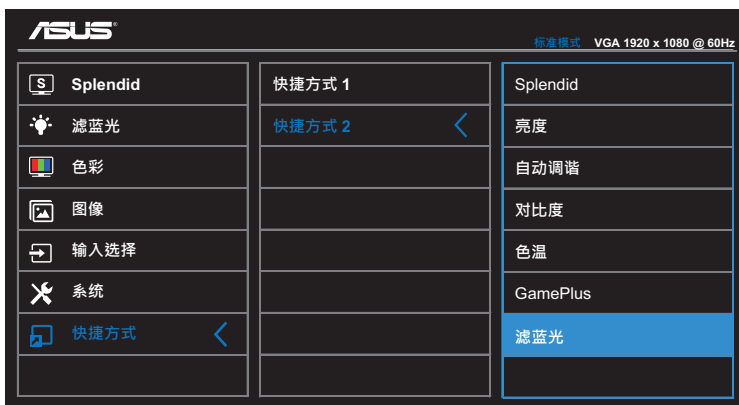 ASUS
标准模式 VGA 1920 x 1080 @ 60Hz
S Splendid
滤蓝光
色彩
图像
输入选择
系统
快捷方式
快捷方式 1
快捷方式 2
Splendid
亮度
自动调谐
对比度
色温
GamePlus
滤蓝光